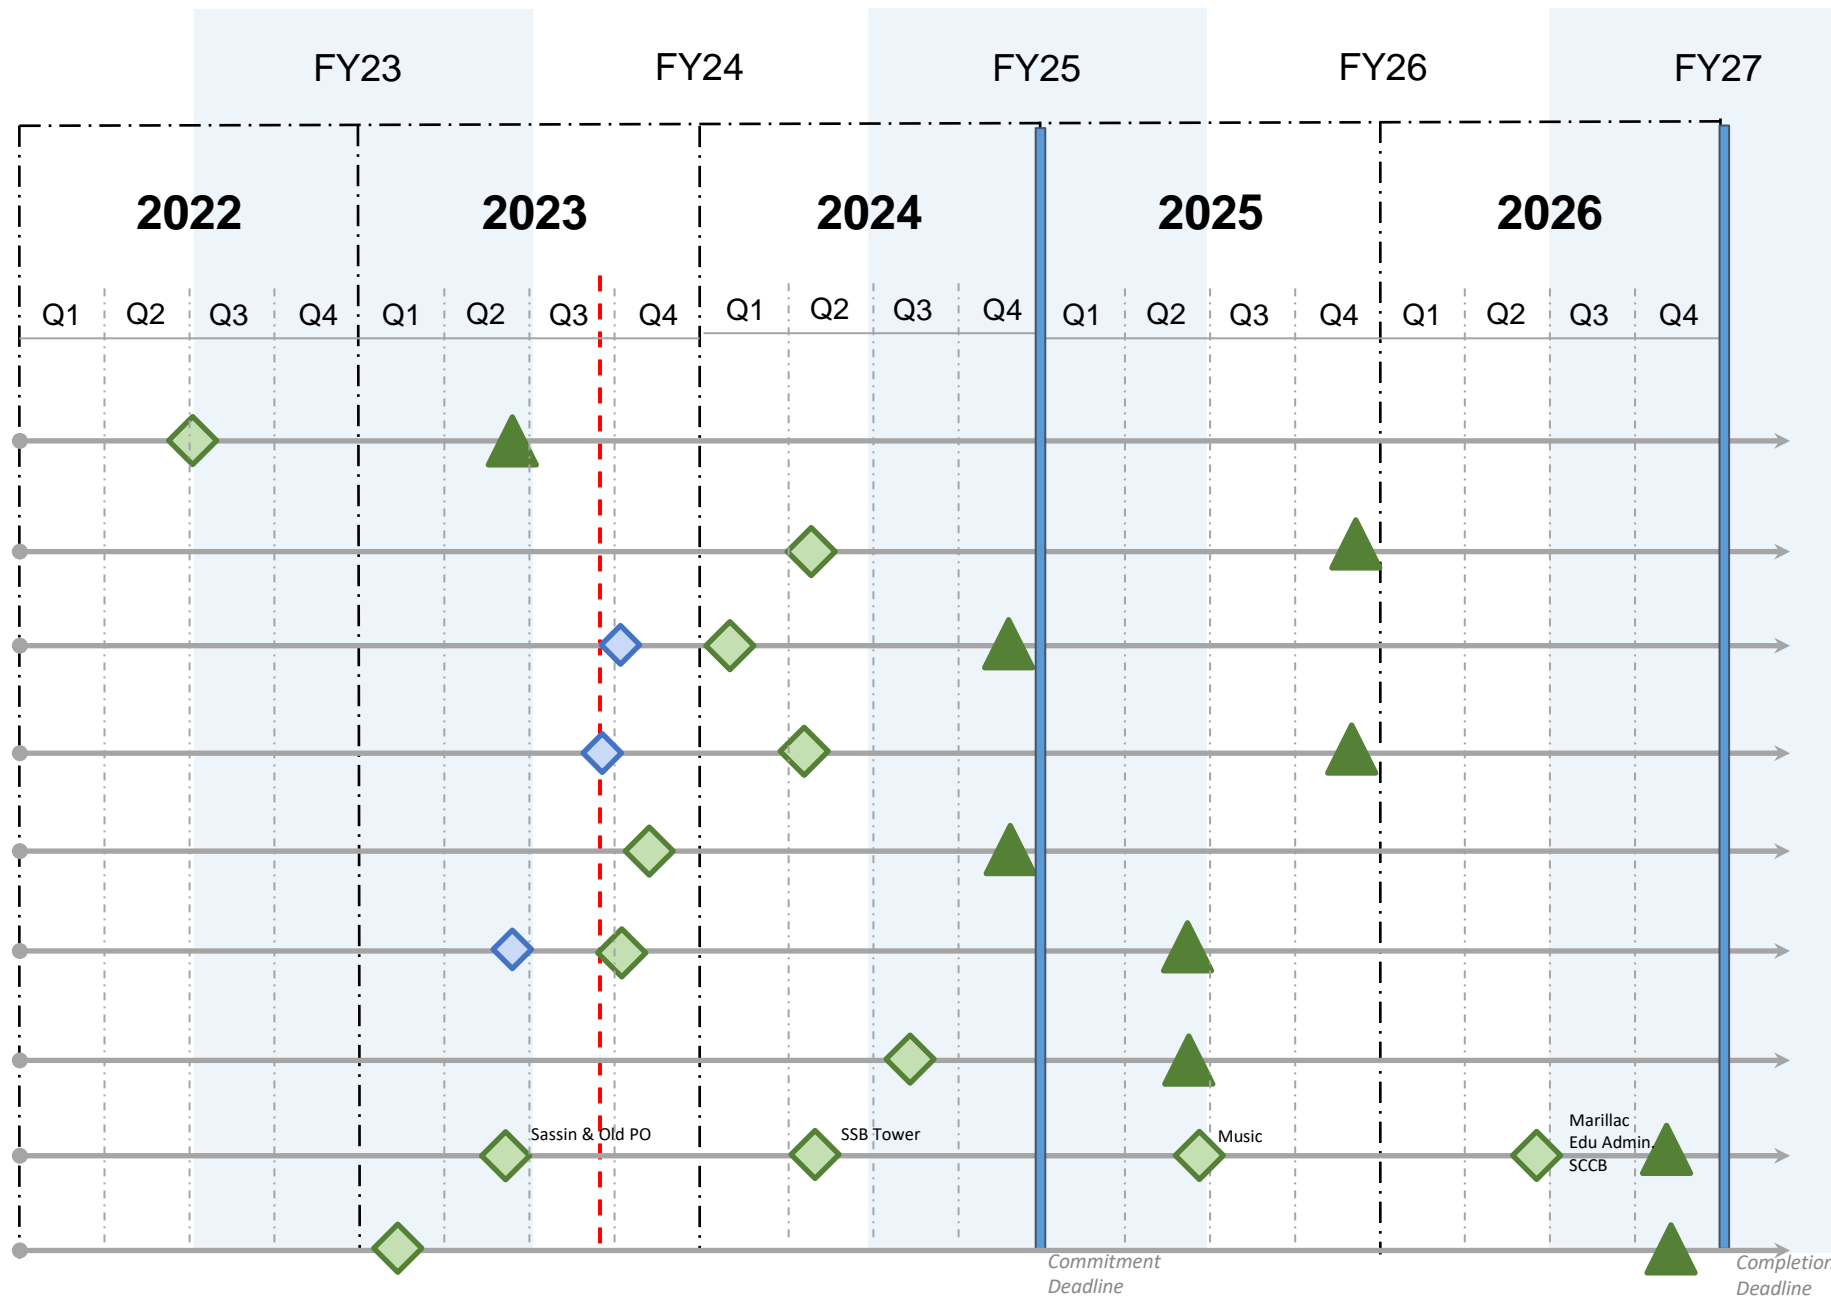 FY23 FY24 FY25 FY26 FY27
2022 2023 2024 2025 2026
Q1 Q2 Q3 Q4 Q1 Q2 Q3 Q4 Q1 Q2 Q3 Q4 Q1 Q2 Q3 Q4 Q1 Q2 Q3 Q4
Sassin & Old PO
SSB Tower
Music
Marillac
Edu Admin.
SCCB
Commitment
Deadline
Completion
Deadline